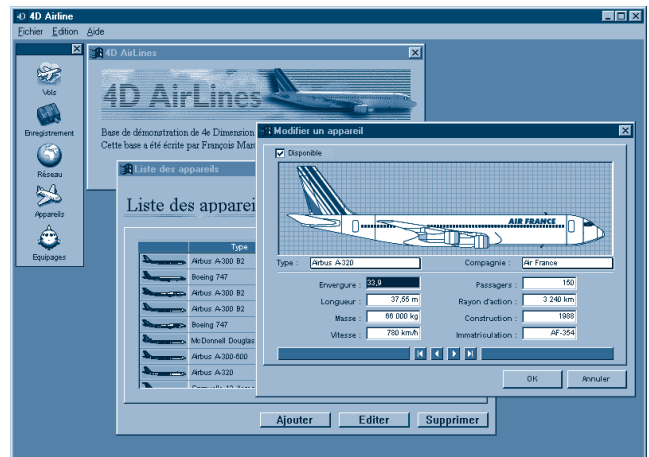 4D Airline
Fichier Edition Aide
4D AirLines
Vols
Enregistrement
Réseau
Appareils
Equipages
4D AirLines
Base de démonstration de 4e Dimension
Cette base a été écrite par François
Liste des appareils
Liste des apparei
Type
Airbus A-300 B2
Boeing 747
Airbus A-300 B2
Airbus A-300 B2
Boeing 747
McDonnell Douglas
Airbus A-300-600
Airbus A-320
Ajouter Editer Supprimer
Modifier un appareil
Disponible
AIR FRANCE
Type : Airbus A-320 Compagnie : Air France
Envergure : 33,9 Passagers : 150
Longueur : 37,55 m Rayon d'action : 3 240 km
Masse : 66 000 kg Construction : 1988
Vitesse : 780 km/h Immatriculation : AF-354
OK Annuler